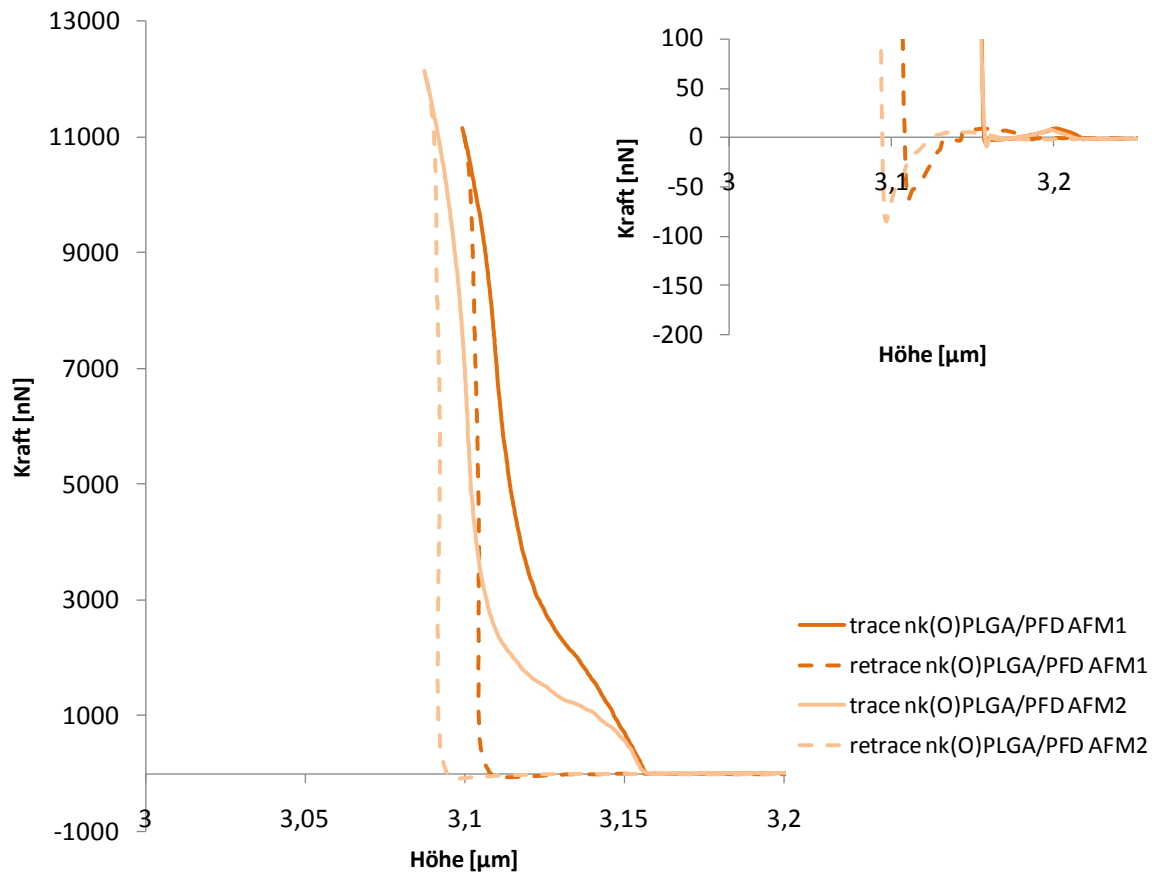 13000
11000
9000
7000
5000
3000
1000
-1000
Kraft [nN]
3
3,05
3,1
3,15
3,2
Höhe [µm]
100
50
0
-50
-100
-150
-200
Kraft [nN]
3
3,1
3,2
Höhe [µm]
trace nk(O)PLGA/PFD AFM1
retrace nk(O)PLGA/PFD AFM1
trace nk(O)PLGA/PFD AFM2
retrace nk(O)PLGA/PFD AFM2